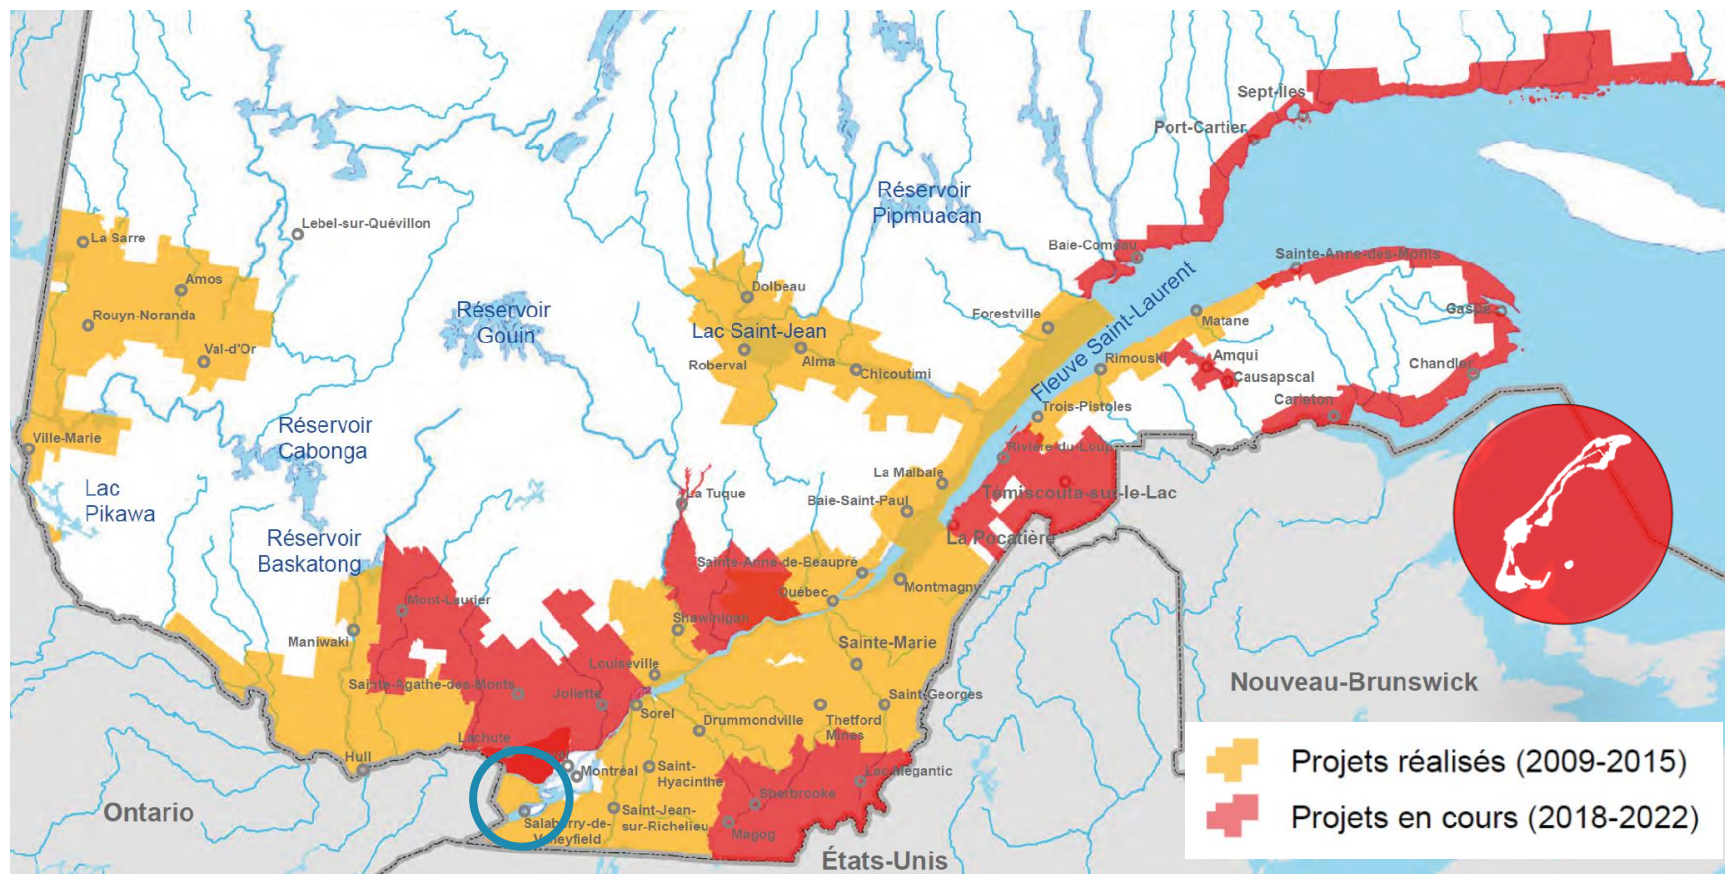 Sept-Îles
Port-Cartier
Réservoir
Pipmuacan
Lebel-sur-Quévillon
La Sarre
Baie-Comeau
Sainte-Anne-des-Monts
Amos
Dolbeau
Réservoir
Gouin
Fleuve Saint-Laurent
Gaspé
Rouyn-Noranda
Forestville
Matane
Lac Saint-Jean
Val-d'Or
Roberval
Alma
Chicoutimi
Rimouski
Amqui
Causapscal
Chandler
Carleton
Trois-Pistoles
Réservoir
Cabonga
Ville-Marie
Rivière-du-Loup
La Malbaie
Lac
Pikawa
La Tuque
Baie-Saint-Paul
Témiscouata-sur-le-Lac
Réservoir
Baskatong
La Pocatière
Sainte-Anne-de-Beaupré
Montmagny
Québec
Mont-Laurier
Maniwaki
Shawinigan
Sainte-Marie
Louiseville
Sainte-Agathe-des-Monts
Joliette
Saint-Georges
Nouveau-Brunswick
Sorel
Drummondville
Thetford
Mines
Lachute
Hull
Montréal
Saint-
Hyacinthe
Lac-Mégantic
Sherbrooke
Ontario
Salaberry-de-
Valleyfield
Saint-Jean-
sur-Richelieu
Magog
États-Unis
Projets réalisés (2009-2015)
Projets en cours (2018-2022)